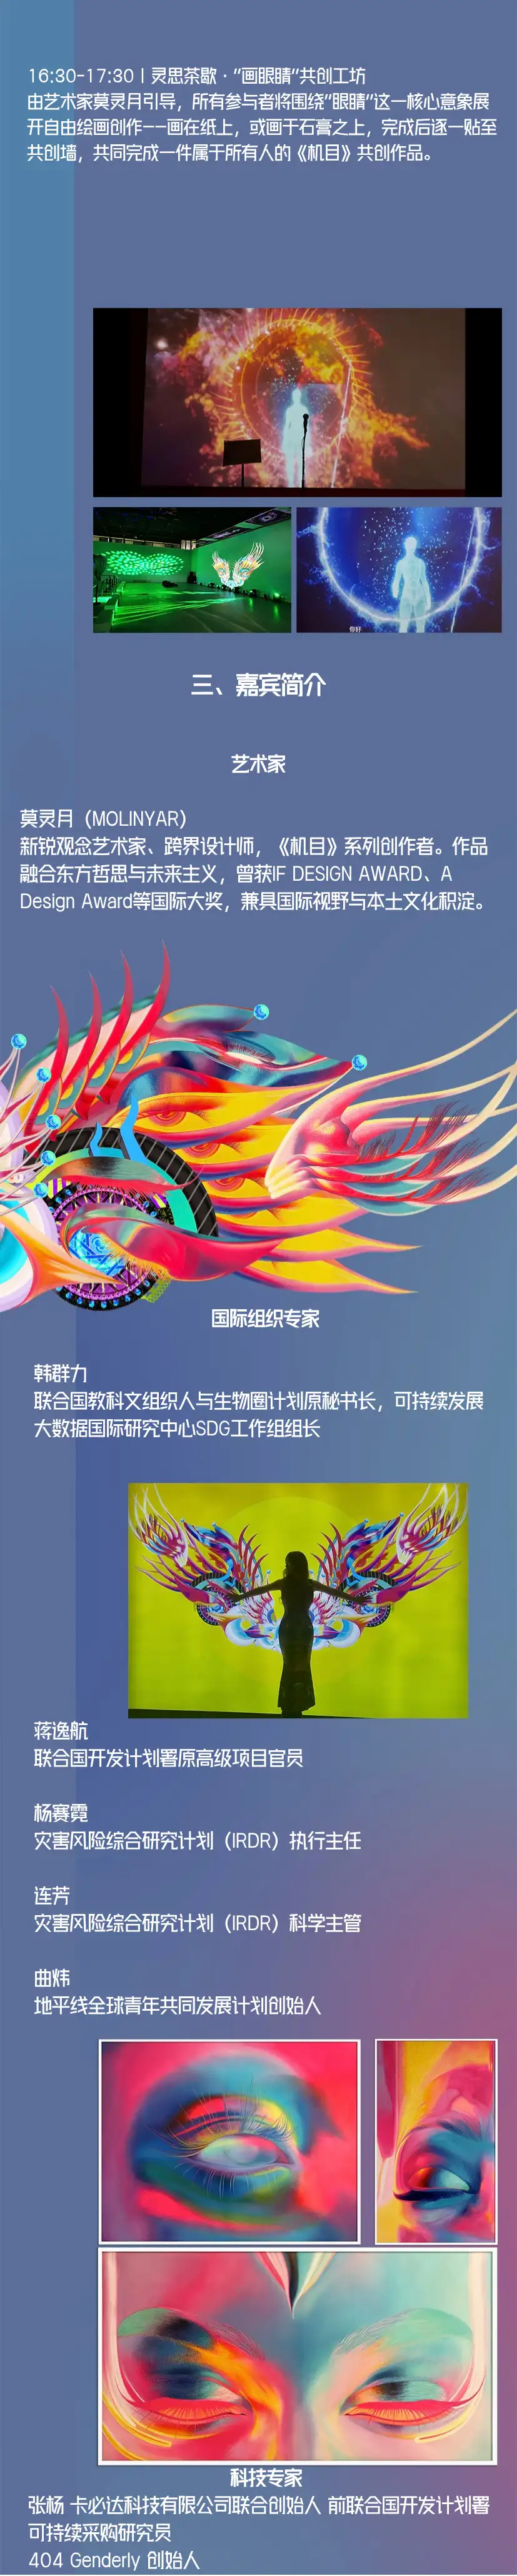 16:30-17:30 | 灵思茶歇 · "画眼睛"共创工坊
由艺术家莫灵月引导，所有参与者将围绕"眼睛"这一核心意象展
开自由绘画创作——画在纸上，或画于石膏之上，完成后逐一贴至
共创墙，共同完成一件属于所有人的《机目》共创作品。
你好
三、嘉宾简介
艺术家
莫灵月（MOLINYAR）
新锐观念艺术家、跨界设计师，《机目》系列创作者。作品
融合东方哲思与未来主义，曾获IF DESIGN AWARD、A
Design Award等国际大奖，兼具国际视野与本土文化积淀。
国际组织专家
韩群力
联合国教科文组织人与生物圈计划原秘书长，可持续发展
大数据国际研究中心SDG工作组组长
蒋逸航
联合国开发计划署原高级项目官员
杨赛霓
灾害风险综合研究计划（IRDR）执行主任
连芳
灾害风险综合研究计划（IRDR）科学主管
曲炜
地平线全球青年共同发展计划创始人
科技专家
张杨 卡必达科技有限公司联合创始人 前联合国开发计划署
可持续采购研究员
404 Genderly 创始人